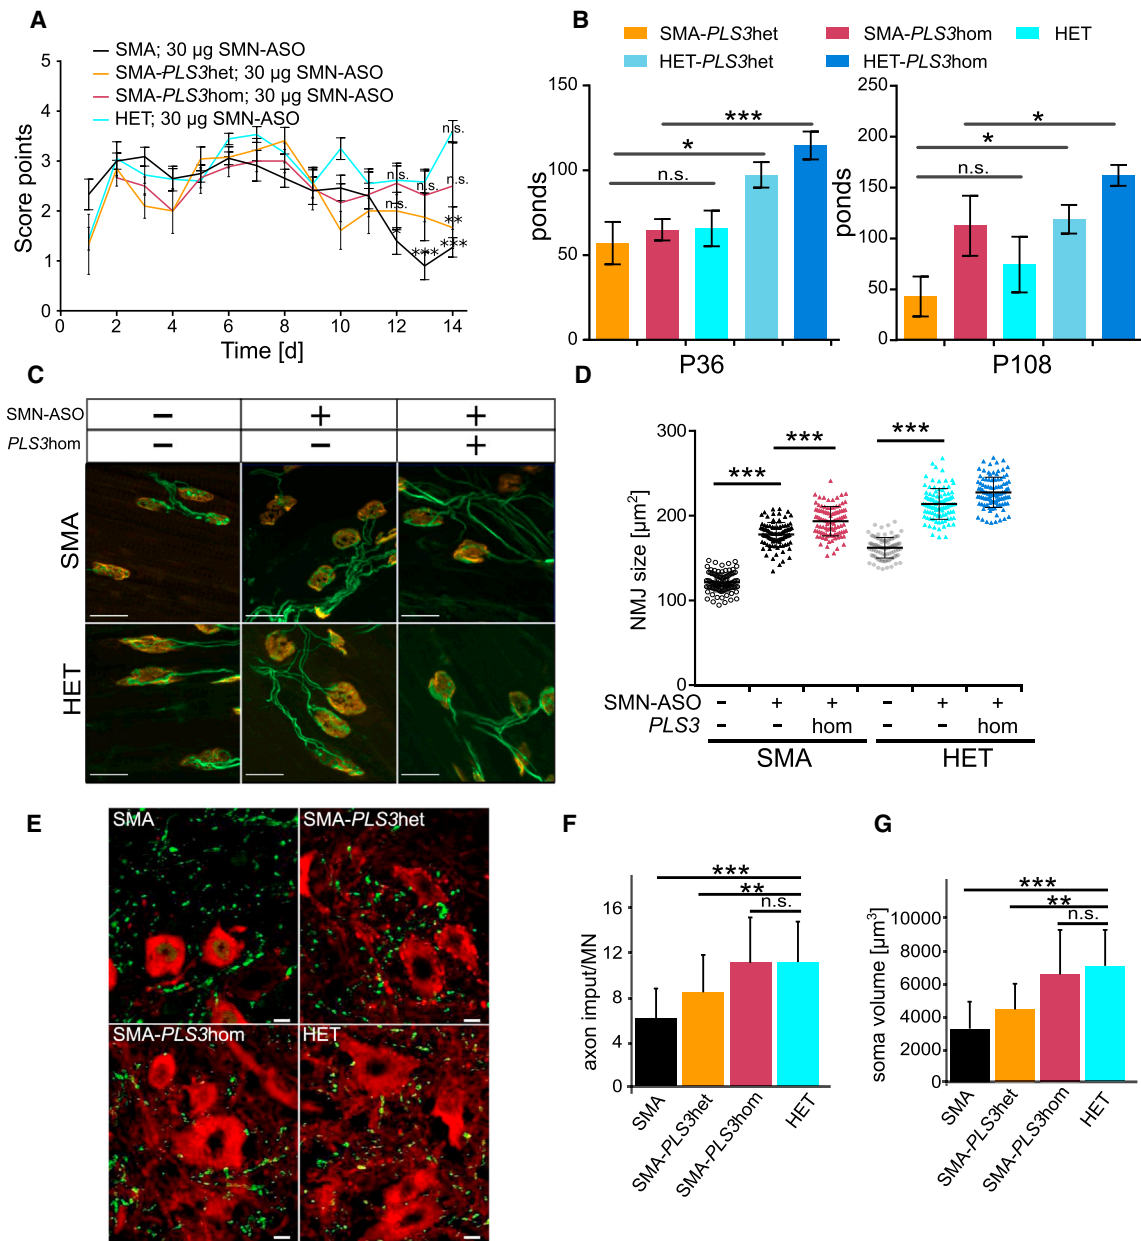 A
SMA; 30 µg SMN-ASO
SMA-PLS3het; 30 µg SMN-ASO
SMA-PLS3hom; 30 µg SMN-ASO
HET; 30 µg SMN-ASO
Score points
5
4
3
2
1
0
n.s.
n.s.
n.s.
n.s.
n.s.
**
*
***
***
0 2 4 6 8 10 12 14
Time [d]
B
SMA-PLS3het
SMA-PLS3hom
HET
HET-PLS3het
HET-PLS3hom
ponds
150
100
50
0
***
*
n.s.
P36
ponds
250
200
150
100
50
0
*
*
n.s.
P108
C
SMN-ASO − + +
PLS3hom − − +
SMA
HET
D
NMJ size [µm²]
300
200
100
0
***
***
***
SMN-ASO − + + − + +
PLS3 − − hom − − hom
SMA HET
E
SMA
SMA-PLS3het
SMA-PLS3hom
HET
F
axon imput/MN
16
12
8
4
0
***
**
n.s.
SMA
SMA-PLS3het
SMA-PLS3hom
HET
G
soma volume [µm³]
10000
8000
6000
4000
2000
0
***
**
n.s.
SMA
SMA-PLS3het
SMA-PLS3hom
HET